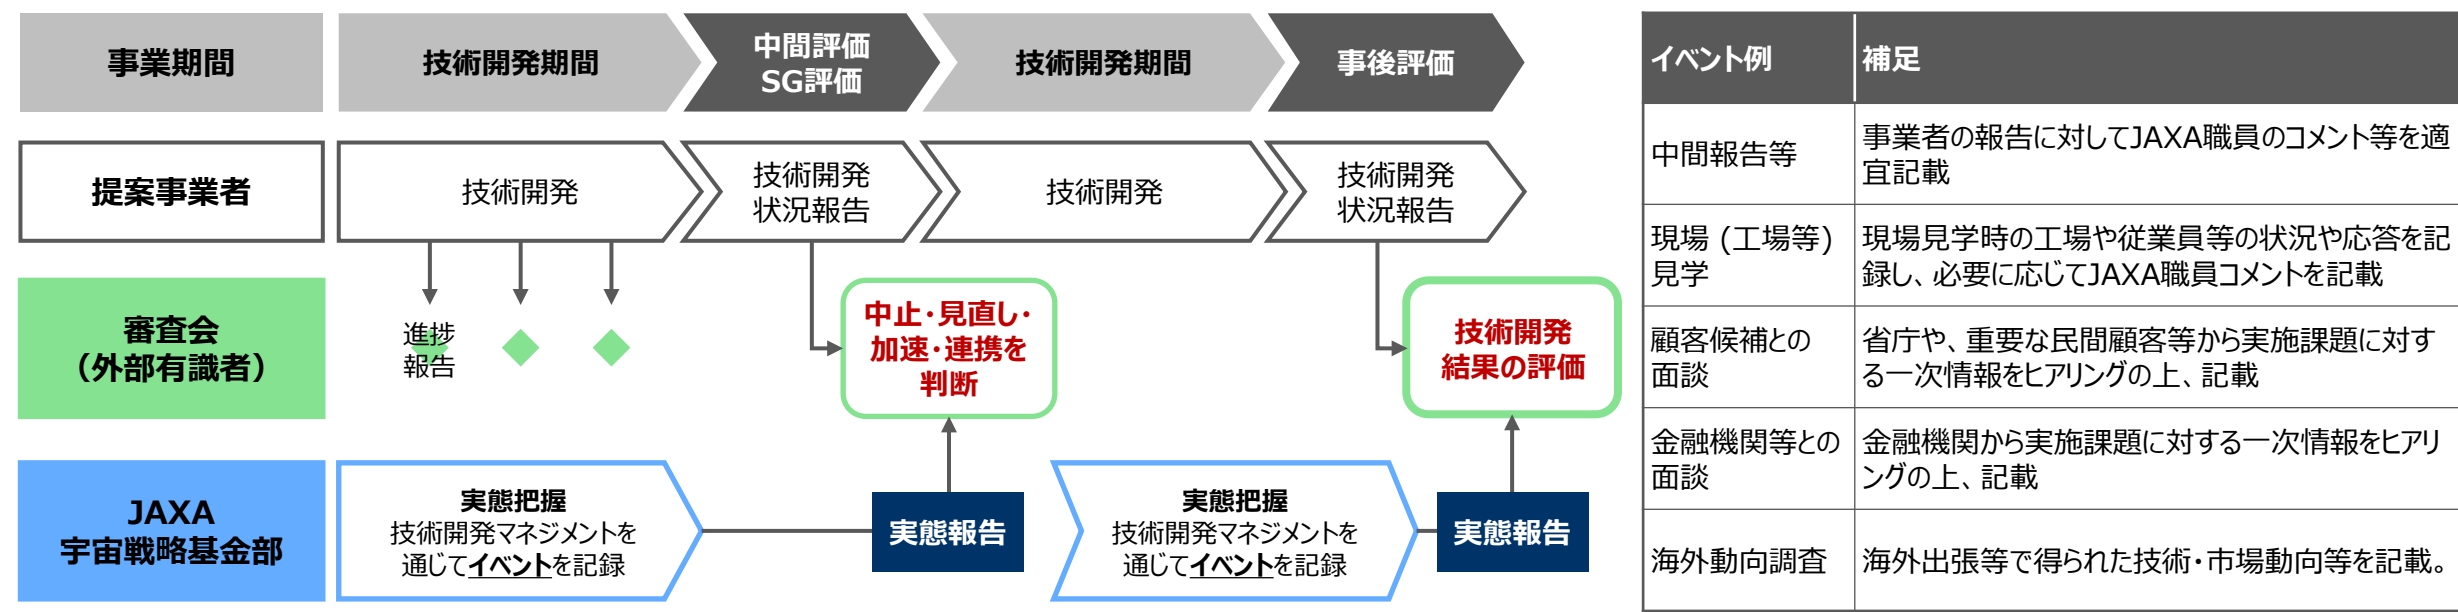 事業期間
技術開発期間
中間評価
SG評価
技術開発期間
事後評価
提案事業者
技術開発
技術開発
状況報告
技術開発
技術開発
状況報告
審査会
（外部有識者）
進捗
報告
中止・見直し・
加速・連携を
判断
技術開発
結果の評価
JAXA
宇宙戦略基金部
実態把握
技術開発マネジメントを
通じてイベントを記録
実態報告
実態把握
技術開発マネジメントを
通じてイベントを記録
実態報告
イベント例
補足
中間報告等
事業者の報告に対してJAXA職員のコメント等を適
宜記載
現場 (工場等)
見学
現場見学時の工場や従業員等の状況や応答を記
録し、必要に応じてJAXA職員コメントを記載
顧客候補との
面談
省庁や、重要な民間顧客等から実施課題に対す
る一次情報をヒアリングの上、記載
金融機関等との
面談
金融機関から実施課題に対する一次情報をヒアリ
ングの上、記載
海外動向調査
海外出張等で得られた技術・市場動向等を記載。